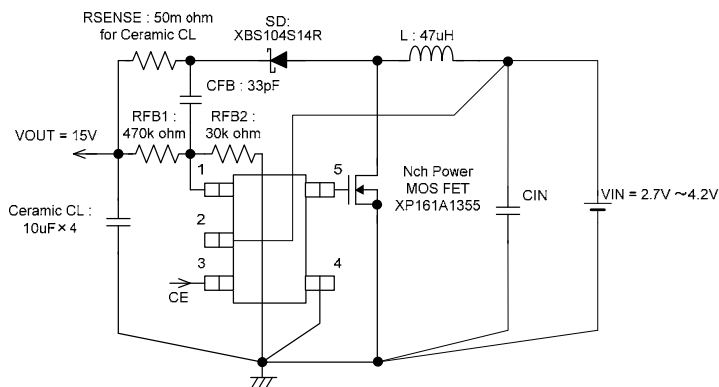 RSENSE : 50m ohm
for Ceramic CL
SD:
XBS104S14R
L : 47uH
CFB : 33pF
RFB1 :
470k ohm
RFB2 :
30k ohm
VOUT = 15V
1
5
Nch Power
MOS FET
XP161A1355
CIN
VIN = 2.7V ～4.2V
Ceramic CL :
10uF×4
2
3
4
CE